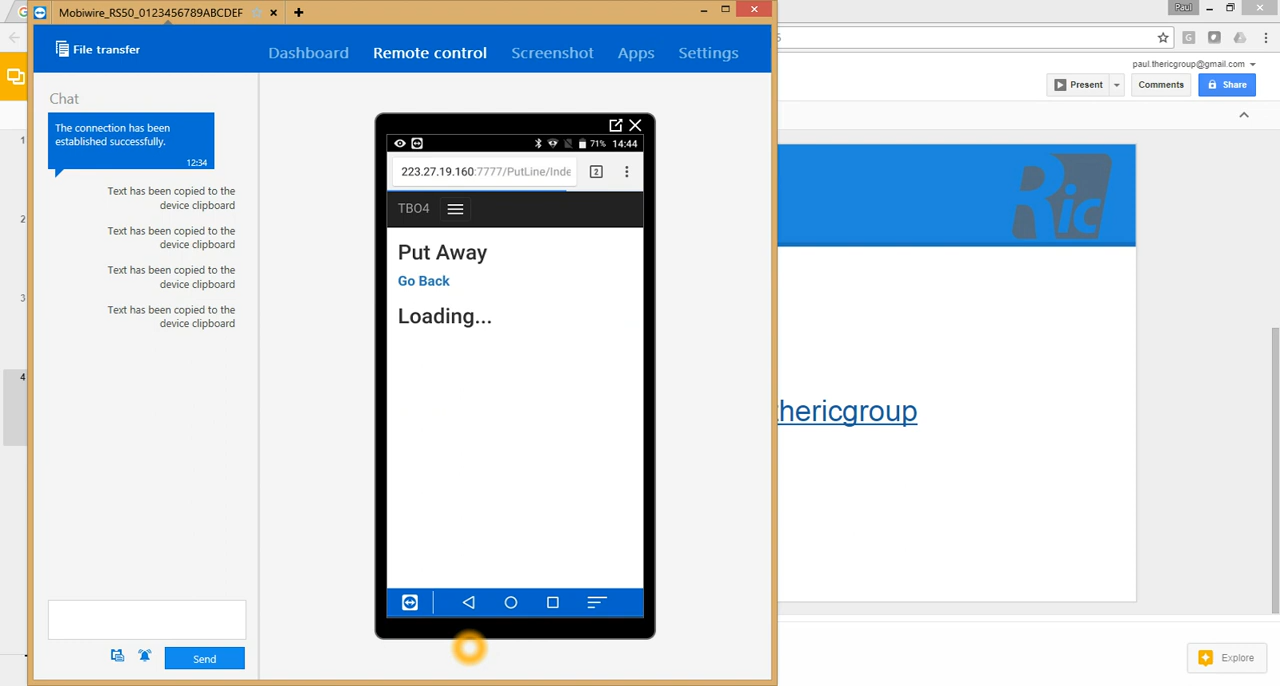 Mobiwire_RS50_0123456789ABCDEF
Paul
File transfer
Dashboard
Remote control
Screenshot
Apps
Settings
paul.thericgroup@gmail.com
Present
Comments
Share
Chat
The connection has been
established successfully.
12:34
Text has been copied to the
device clipboard
Text has been copied to the
device clipboard
Text has been copied to the
device clipboard
Text has been copied to the
device clipboard
Send
71% 14:44
223.27.19.160:7777/PutLine/Inde
2
TBO4
Put Away
Go Back
Loading...
1
2
3
4
Ric
thericgroup
Explore